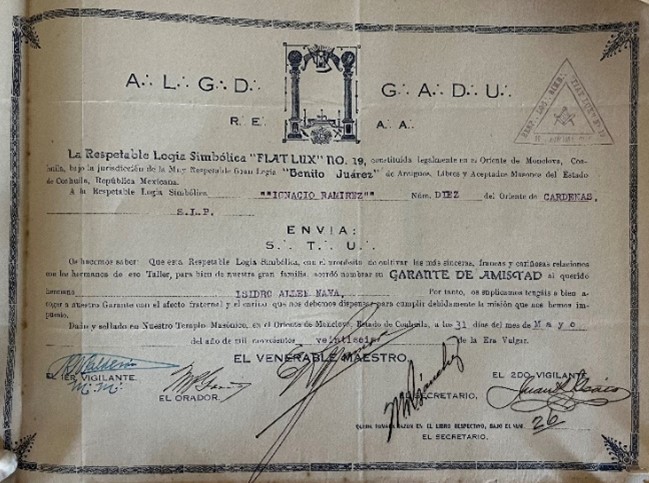 A∴ L∴ G∴ D∴ G∴ A∴ D∴ U∴
R. E. A. A.
FIAT LUX No. 19
La Respetable Logia Simbólica "FIAT LUX" NO. 19, constituida legalmente en el Oriente de Monclova, Coa-
huila, bajo la jurisdicción de la Muy Respetable Gran Logia "Benito Juárez" de Antiguos, Libres y Aceptados Masones del Estado
de Coahuila, República Mexicana.
A la Respetable Logia Simbólica "IGNACIO RAMIREZ" Núm. DIEZ del Oriente de CARDENAS,
S.L.P.
ENVIA:
S∴ T∴ U∴
Os hacemos saber: Que esta Respetable Logia Simbólica, con el propósito de cultivar las más sinceras, francas y cariñosas relaciones
con los hermanos de ese Taller, para bien de nuestra gran familia, acordó nombrar su GARANTE DE AMISTAD al querido
hermano ISIDRO ALLEN NAVA, Por tanto, os suplicamos tengáis a bien a-
coger a nuestro Garante con el afecto fraternal y el cariño que nos debemos dispensar para cumplir debidamente la misión que nos hemos im-
puesto.
Dado y sellado en Nuestro Templo Masónico, en el Oriente de Monclova, Estado de Coahuila, a los 31 días del mes de Mayo
del año de mil novecientos veintiseis de la Era Vulgar.
EL VENERABLE MAESTRO,
EL 1ER. VIGILANTE. EL ORADOR. EL SECRETARIO, EL 2DO. VIGILANTE.
QUEDA TOMADA RAZON EN EL LIBRO RESPECTIVO, BAJO EL NUM. 26
EL SECRETARIO.